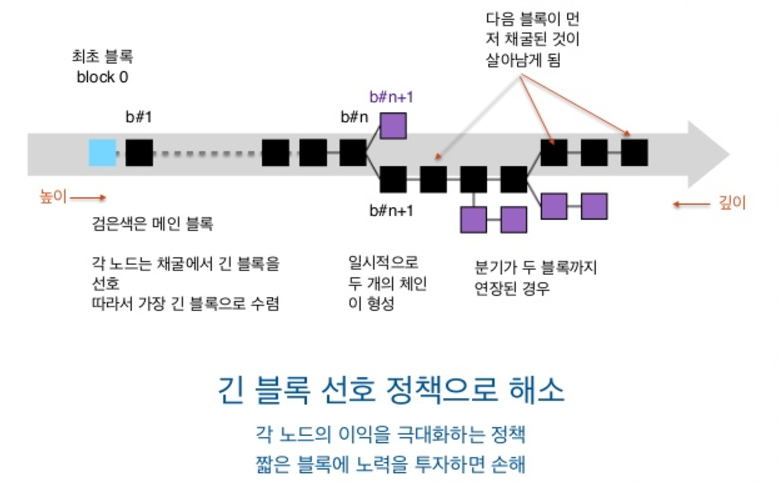 다음 블록이 먼
저 채굴된 것이
살아남게 됨
최초 블록
block 0
b#1
b#n
b#n+1
높이
깊이
b#n+1
검은색은 메인 블록
각 노드는 채굴에서 긴 블록을
선호
따라서 가장 긴 블록으로 수렴
일시적으로
두 개의 체인
이 형성
분기가 두 블록까지
연장된 경우
긴 블록 선호 정책으로 해소
각 노드의 이익을 극대화하는 정책
짧은 블록에 노력을 투자하면 손해